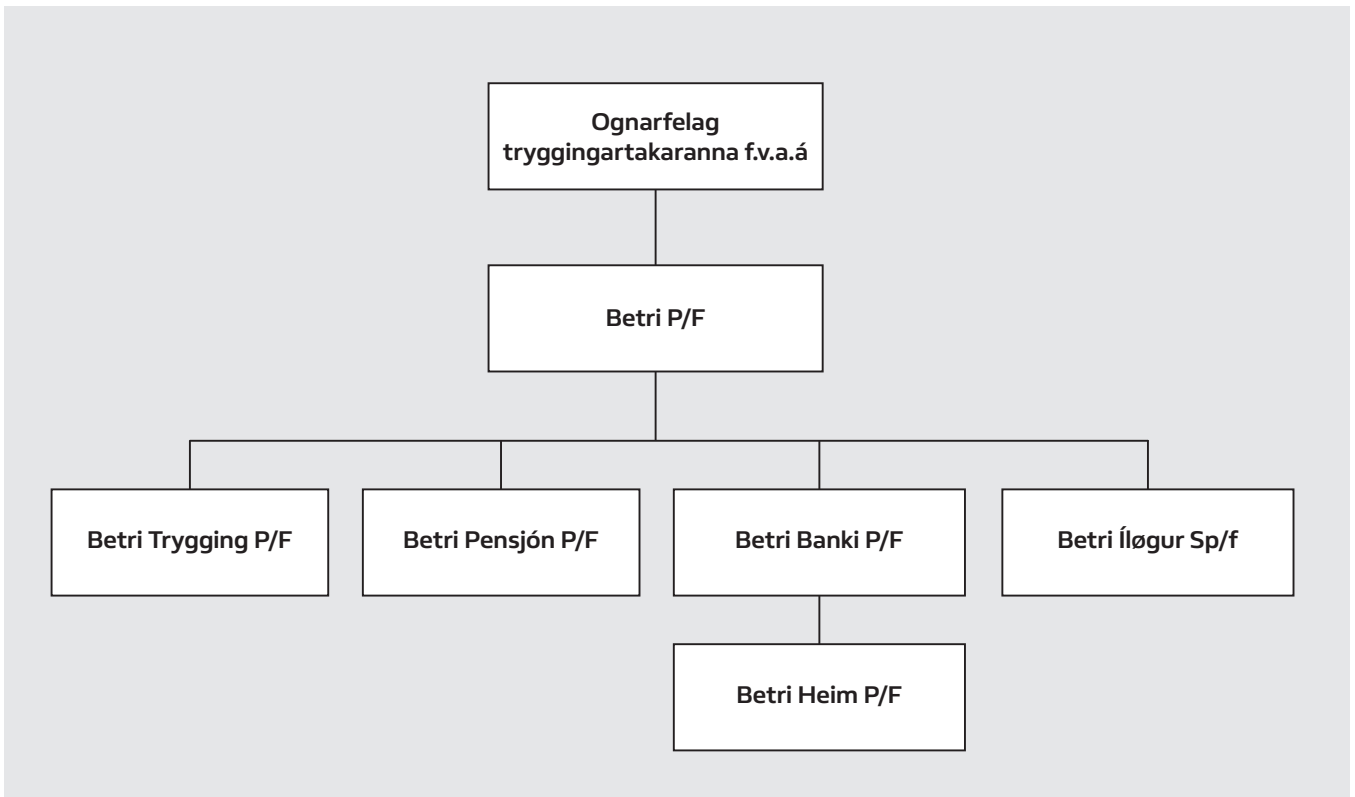 Ognarfelag
tryggingartakaranna f.v.a.á
Betri P/F
Betri Trygging P/F
Betri Pensjón P/F
Betri Banki P/F
Betri Íløgur Sp/f
Betri Heim P/F